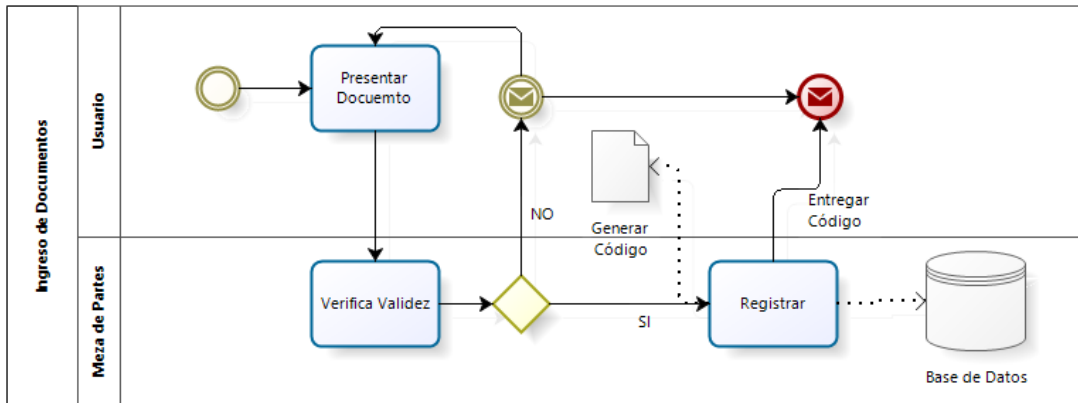 Ingreso de Documentos
Usuario
Presentar
Docuemto
Generar
Código
NO
Entregar
Código
Meza de Partes
Verifica Validez
SI
Registrar
Base de Datos